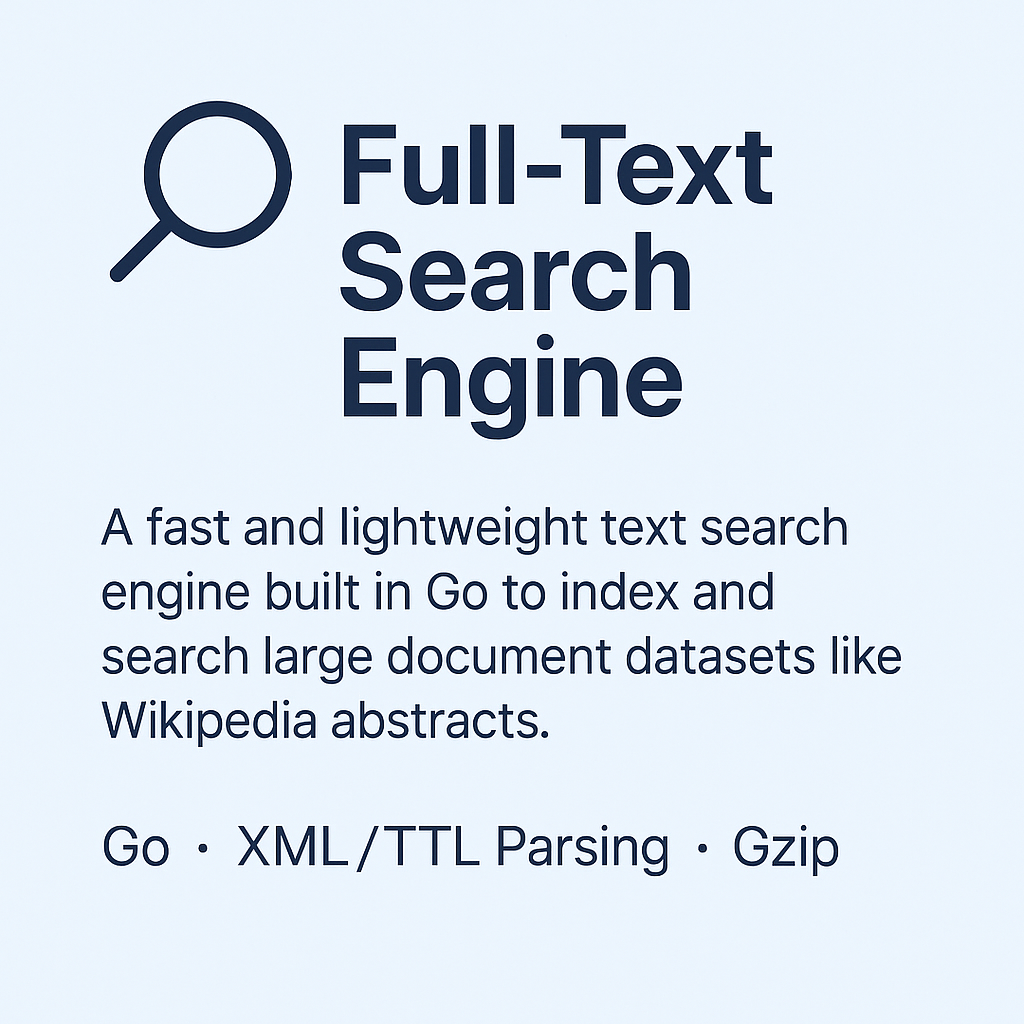 Full-Text
Search
Engine
A fast and lightweight text search
engine built in Go to index and
search large document datasets like
Wikipedia abstracts.
Go · XML/TTL Parsing · Gzip